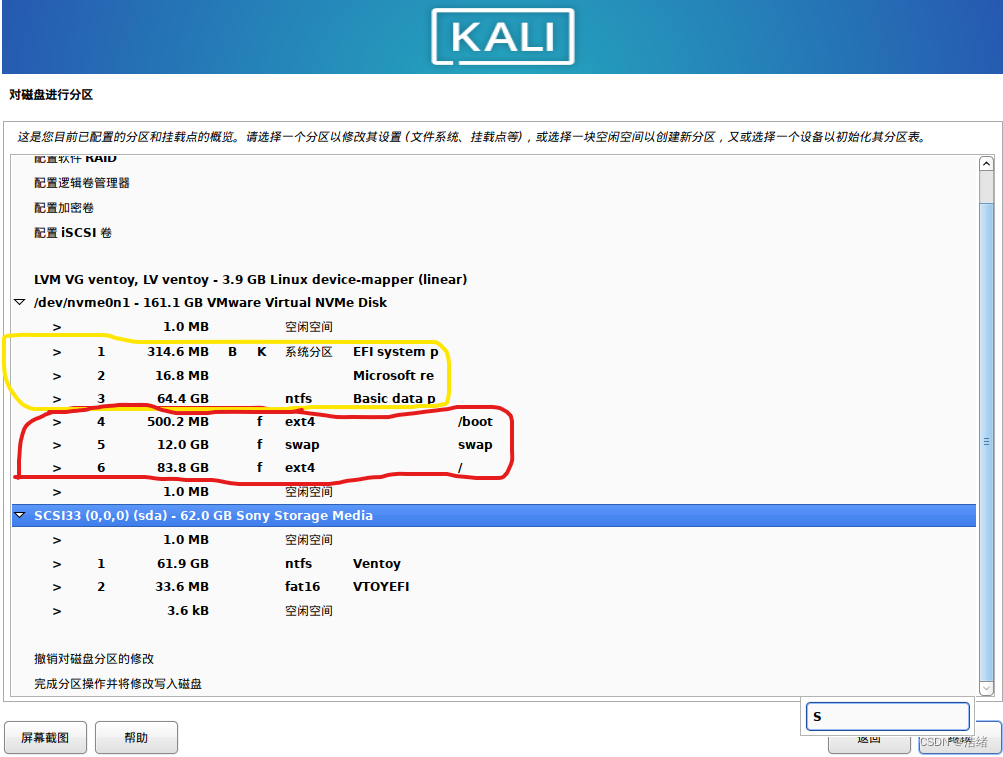 KALI
对磁盘进行分区
这是您目前已配置的分区和挂载点的概览。请选择一个分区以修改其设置 (文件系统、挂载点等) , 或选择一块空闲空间以创建新分区 , 又或选择一个设备以初始化其分区表。
配置软件 RAID
配置逻辑卷管理器
配置加密卷
配置 iSCSI 卷
LVM VG ventoy, LV ventoy - 3.9 GB Linux device-mapper (linear)
/dev/nvme0n1 - 161.1 GB VMware Virtual NVMe Disk
> 1.0 MB 空闲空间
> 1 314.6 MB B K 系统分区 EFI system p
> 2 16.8 MB Microsoft re
> 3 64.4 GB ntfs Basic data p
> 4 500.2 MB f ext4 /boot
> 5 12.0 GB f swap swap
> 6 83.8 GB f ext4 /
> 1.0 MB 空闲空间
SCSI33 (0,0,0) (sda) - 62.0 GB Sony Storage Media
> 1.0 MB 空闲空间
> 1 61.9 GB ntfs Ventoy
> 2 33.6 MB fat16 VTOYEFI
> 3.6 kB 空闲空间
撤销对磁盘分区的修改
完成分区操作并将修改写入磁盘
S
屏幕截图 帮助 返回
CSDN